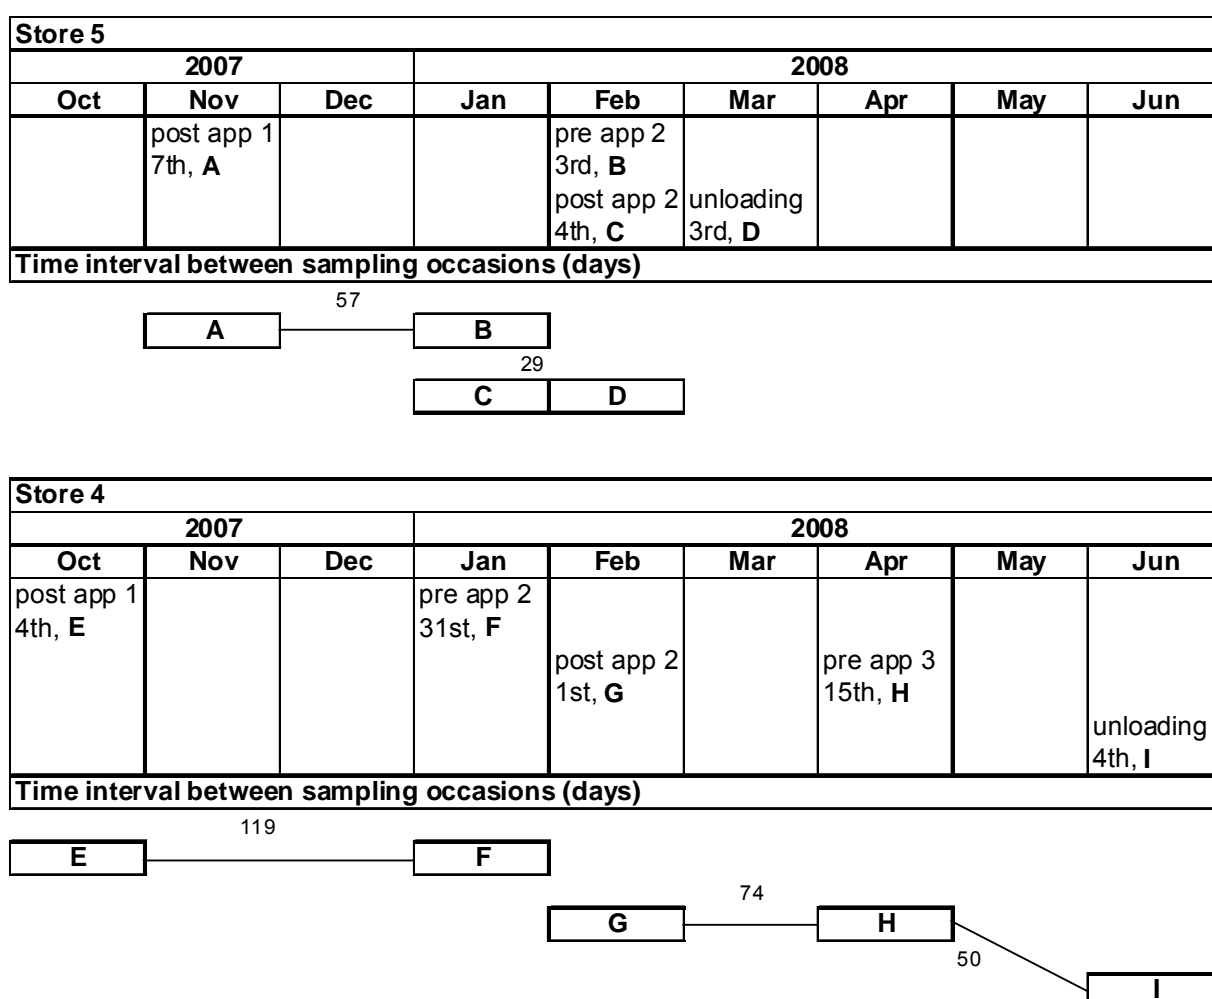 Store 5
2007 2008
Oct Nov Dec Jan Feb Mar Apr May Jun
post app 1 pre app 2
7th, A 3rd, B
post app 2 unloading
4th, C 3rd, D
Time interval between sampling occasions (days)
57
A B
29
C D
Store 4
2007 2008
Oct Nov Dec Jan Feb Mar Apr May Jun
post app 1 pre app 2
4th, E 31st, F
post app 2 pre app 3
1st, G 15th, H
unloading
4th, I
Time interval between sampling occasions (days)
119
E F
74
G H
50
I